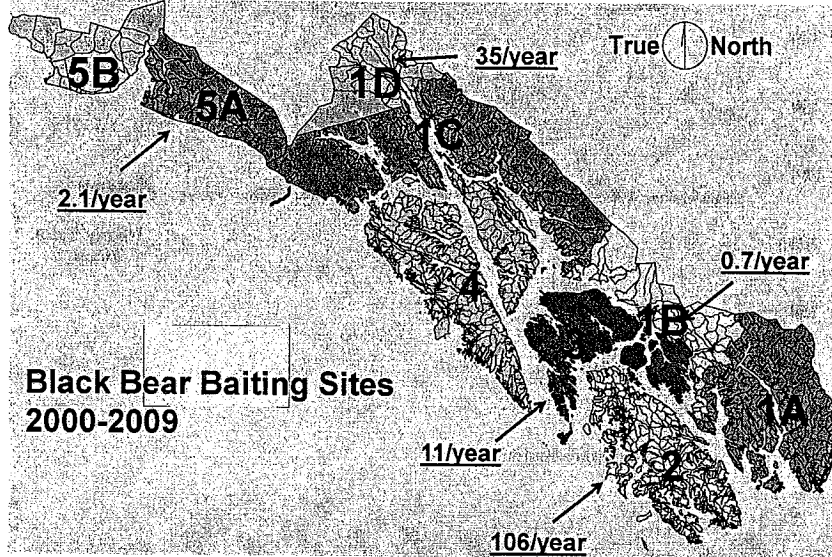 True North
35/year
5B
1D
5A
1C
2.1/year
0.7/year
4
1B
Black Bear Baiting Sites
2000-2009
1A
11/year
2
106/year